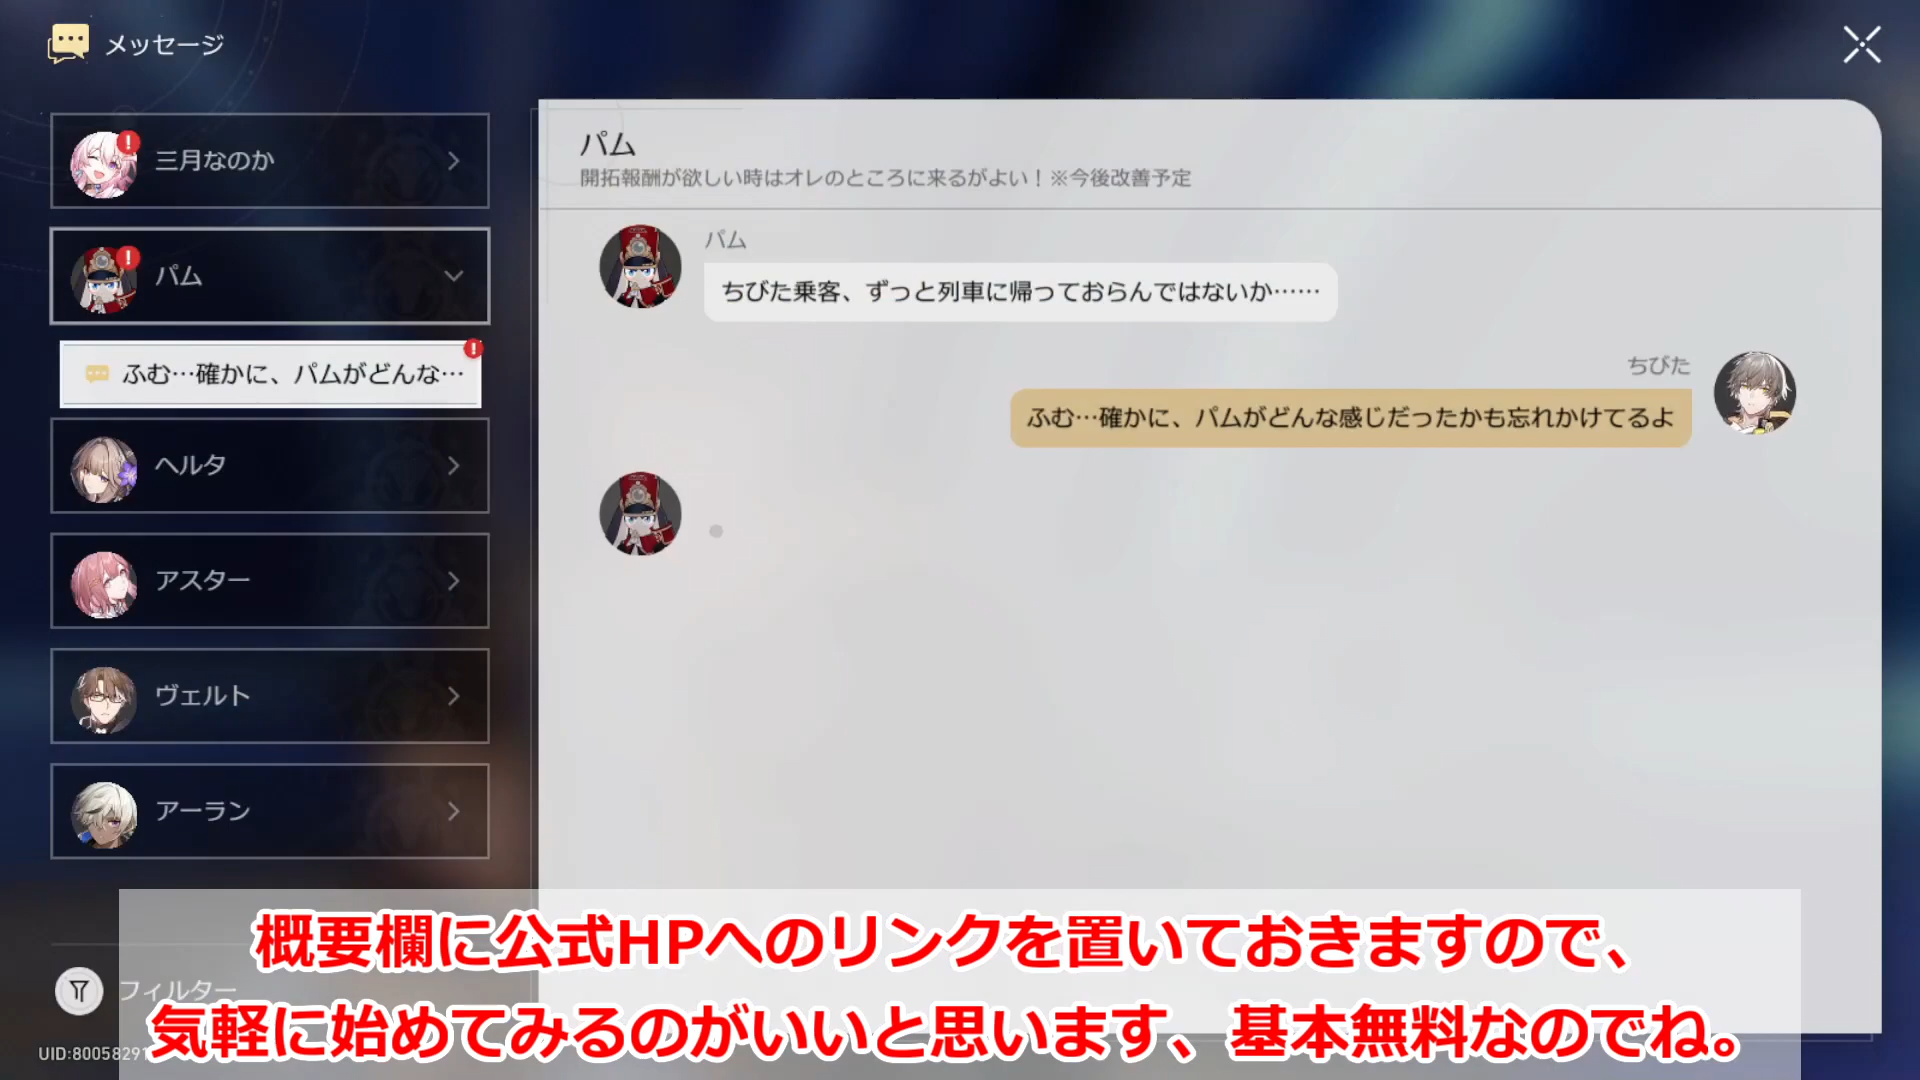 メッセージ
三月なのか
パム
ふむ…確かに、パムがどんな…
ヘルタ
アスター
ヴェルト
アーラン
フィルター
パム
開拓報酬が欲しい時はオレのところに来るがよい！※今後改善予定
パム
ちびた乗客、ずっと列車に帰っておらんではないか……
ちびた
ふむ…確かに、パムがどんな感じだったかも忘れかけてるよ
概要欄に公式HPへのリンクを置いておきますので、
気軽に始めてみるのがいいと思います、基本無料なのでね。
UID:80058291